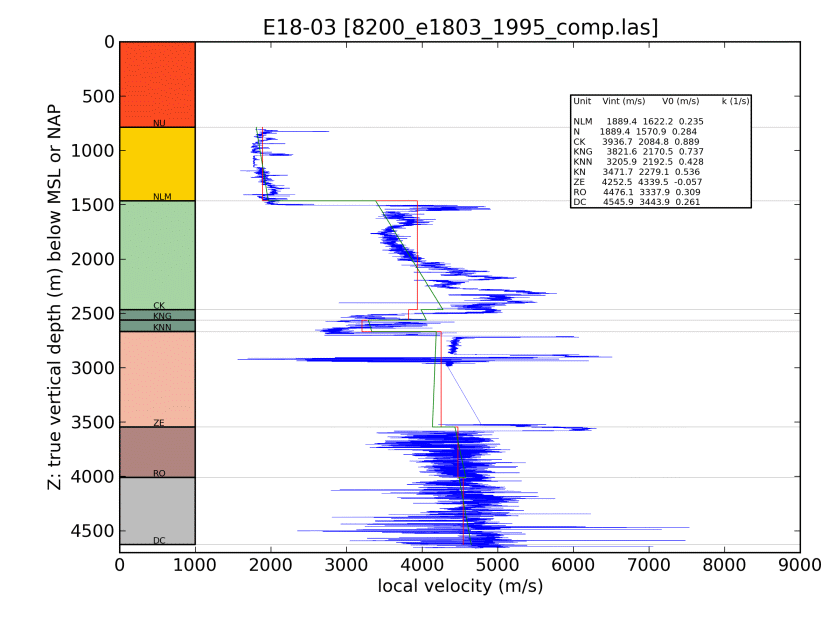 E18-03 [8200_e1803_1995_comp.las]
0
500
1000
1500
2000
2500
3000
3500
4000
4500
Z: true vertical depth (m) below MSL or NAP
NU
NLM
CK
KNG
KNN
ZE
RO
DC
Unit Vint (m/s) V0 (m/s) k (1/s)
NLM 1889.4 1622.2 0.235
N 1889.4 1570.9 0.284
CK 3936.7 2084.8 0.889
KNG 3821.6 2170.5 0.737
KNN 3205.9 2192.5 0.428
KN 3471.7 2279.1 0.536
ZE 4252.5 4339.5 -0.057
RO 4476.1 3337.9 0.309
DC 4545.9 3443.9 0.261
0 1000 2000 3000 4000 5000 6000 7000 8000 9000
local velocity (m/s)